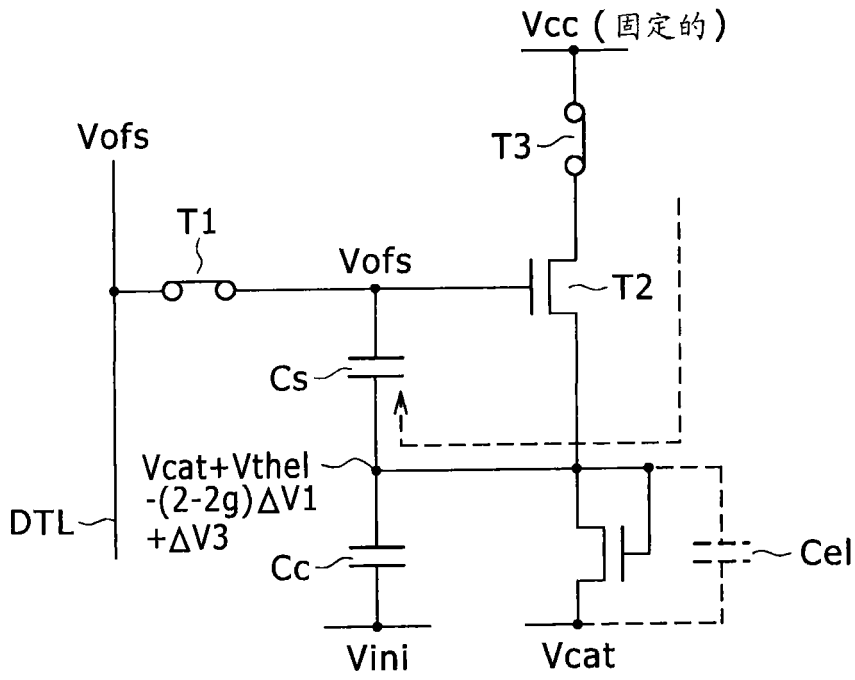 Vcc (固定的)
T3
Vofs
T1
Vofs
T2
Cs
Vcat+Vthel
-(2-2g)ΔV1
+ΔV3
DTL
Cc
Cel
Vini
Vcat